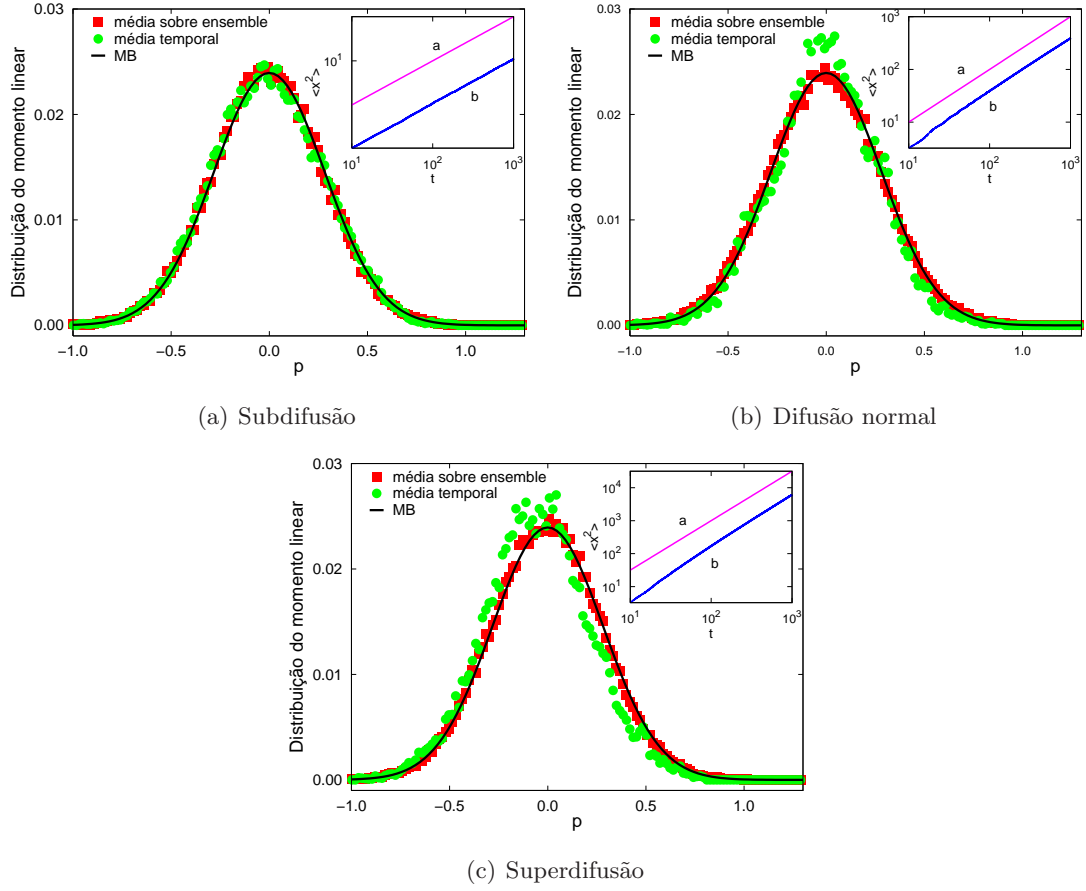 média sobre ensemble
média temporal
MB
Distribuição do momento linear
0.03
0.02
0.01
0.00
−1.0 −0.5 0.0 0.5 1.0
p
<x²>
10¹
a
b
10¹ 10² 10³
t
(a) Subdifusão
média sobre ensemble
média temporal
MB
Distribuição do momento linear
0.03
0.02
0.01
0.00
−1.0 −0.5 0.0 0.5 1.0
p
<x²>
10³
10²
10¹
a
b
10¹ 10² 10³
t
(b) Difusão normal
média sobre ensemble
média temporal
MB
Distribuição do momento linear
0.03
0.02
0.01
0.00
−1.0 −0.5 0.0 0.5 1.0
p
<x²>
10⁴
10³
10²
10¹
a
b
10¹ 10² 10³
t
(c) Superdifusão